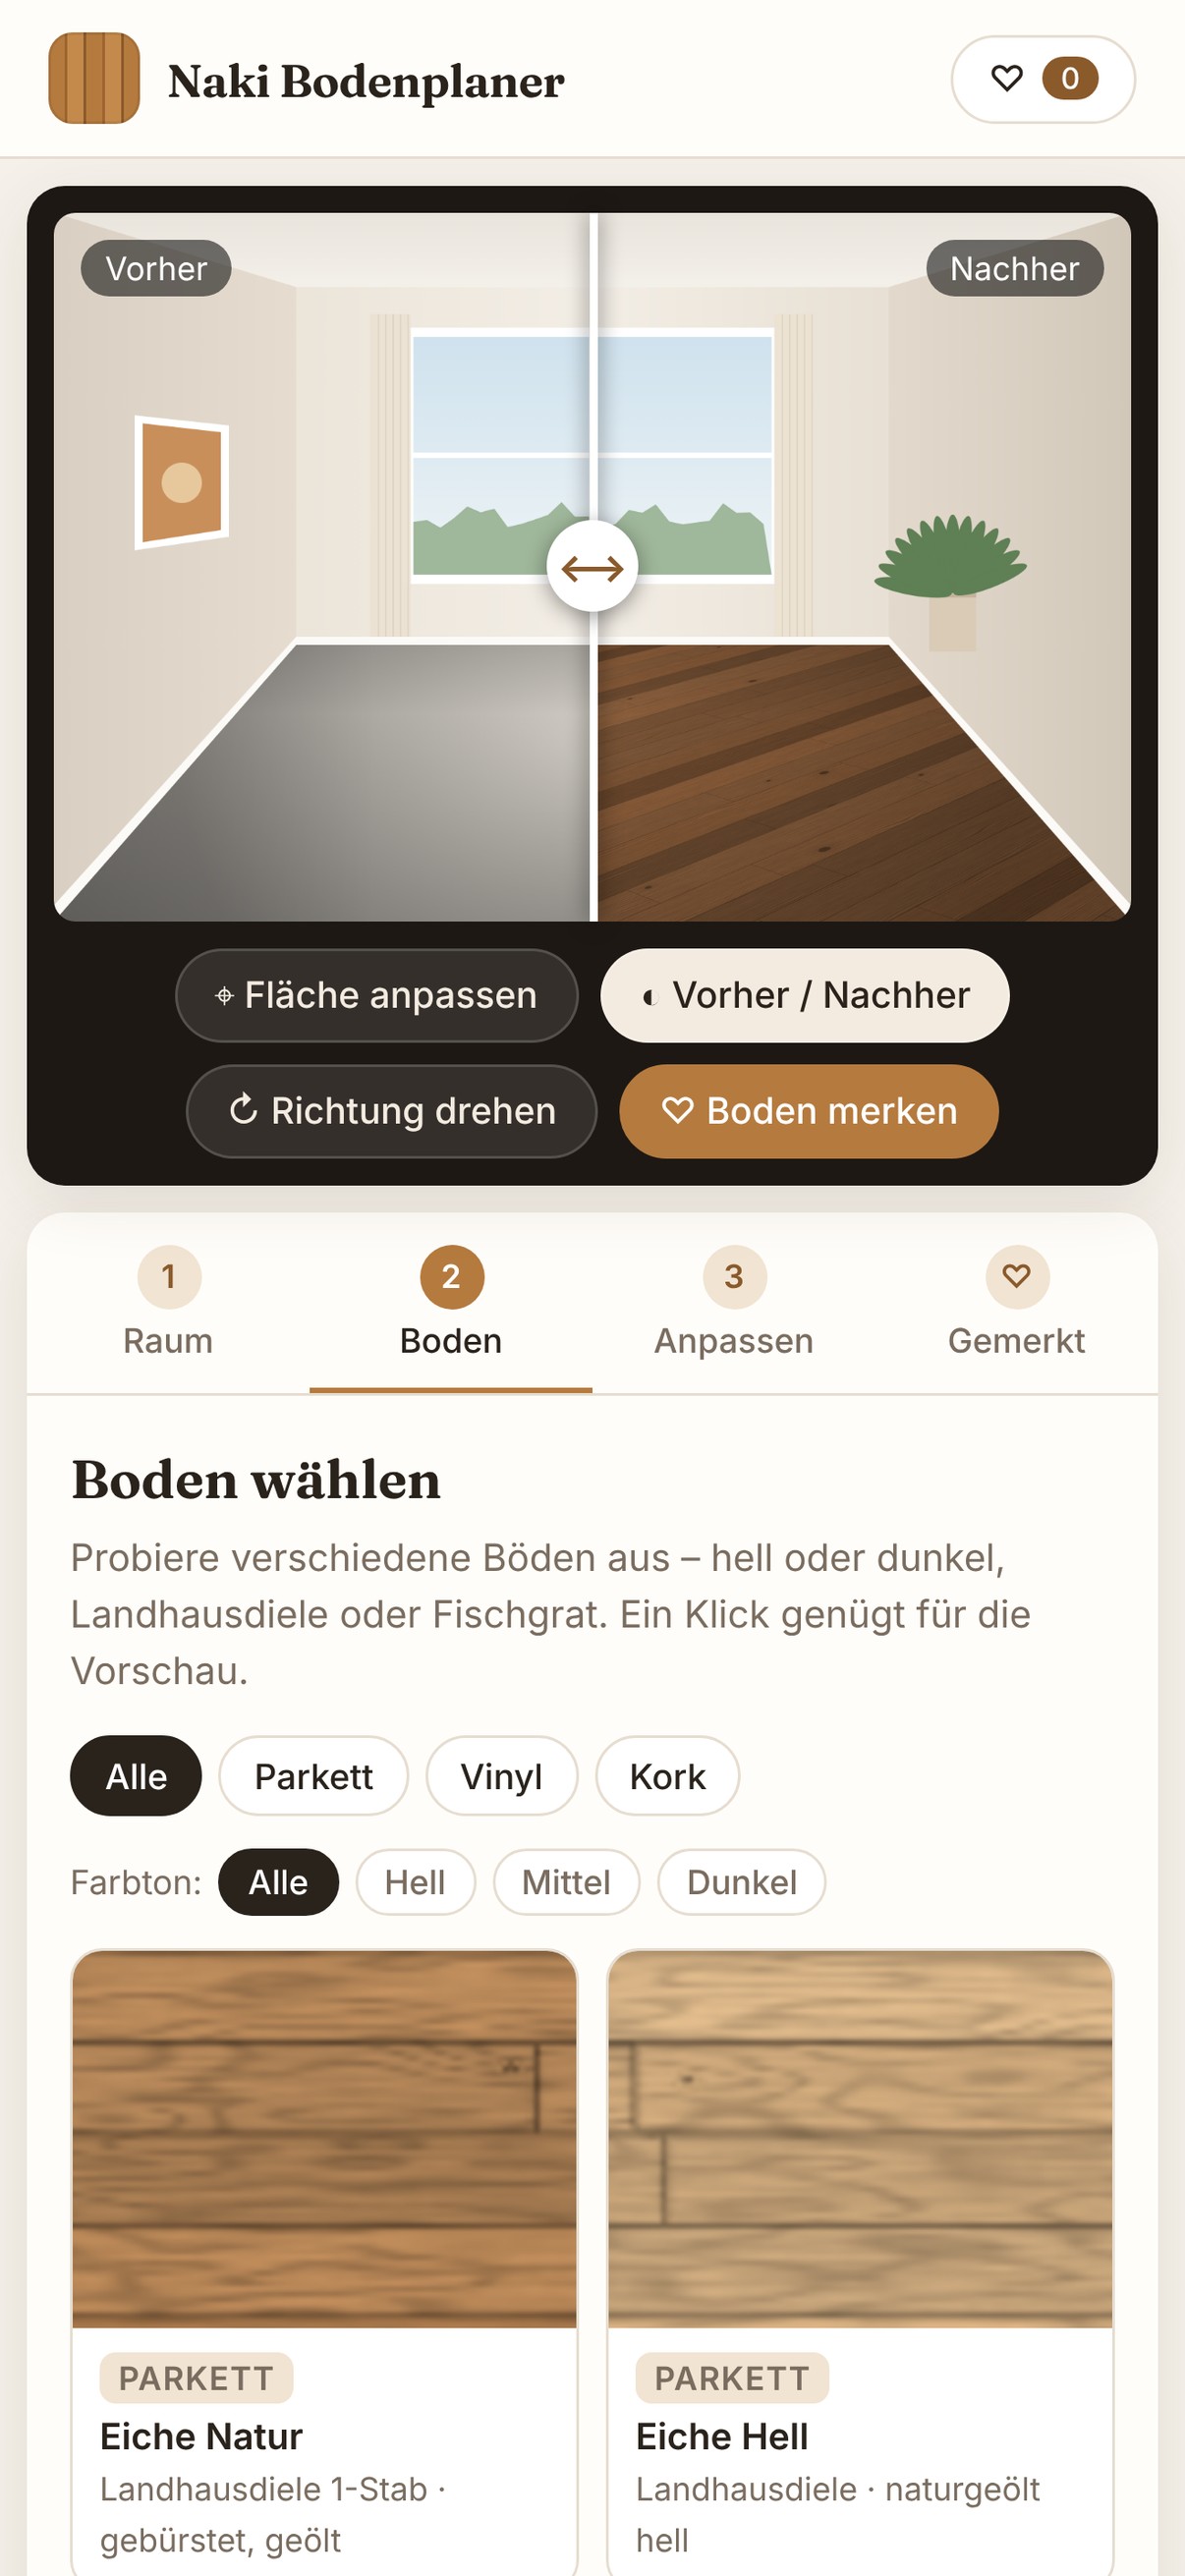 Naki Bodenplaner
♡ 0
Vorher
Nachher
⌖ Fläche anpassen
◐ Vorher / Nachher
↻ Richtung drehen
♡ Boden merken
1
2
3
♡
Raum
Boden
Anpassen
Gemerkt
Boden wählen
Probiere verschiedene Böden aus – hell oder dunkel,
Landhausdiele oder Fischgrat. Ein Klick genügt für die
Vorschau.
Alle
Parkett
Vinyl
Kork
Farbton:
Alle
Hell
Mittel
Dunkel
PARKETT
Eiche Natur
Landhausdiele 1-Stab ·
gebürstet, geölt
PARKETT
Eiche Hell
Landhausdiele · naturgeölt
hell